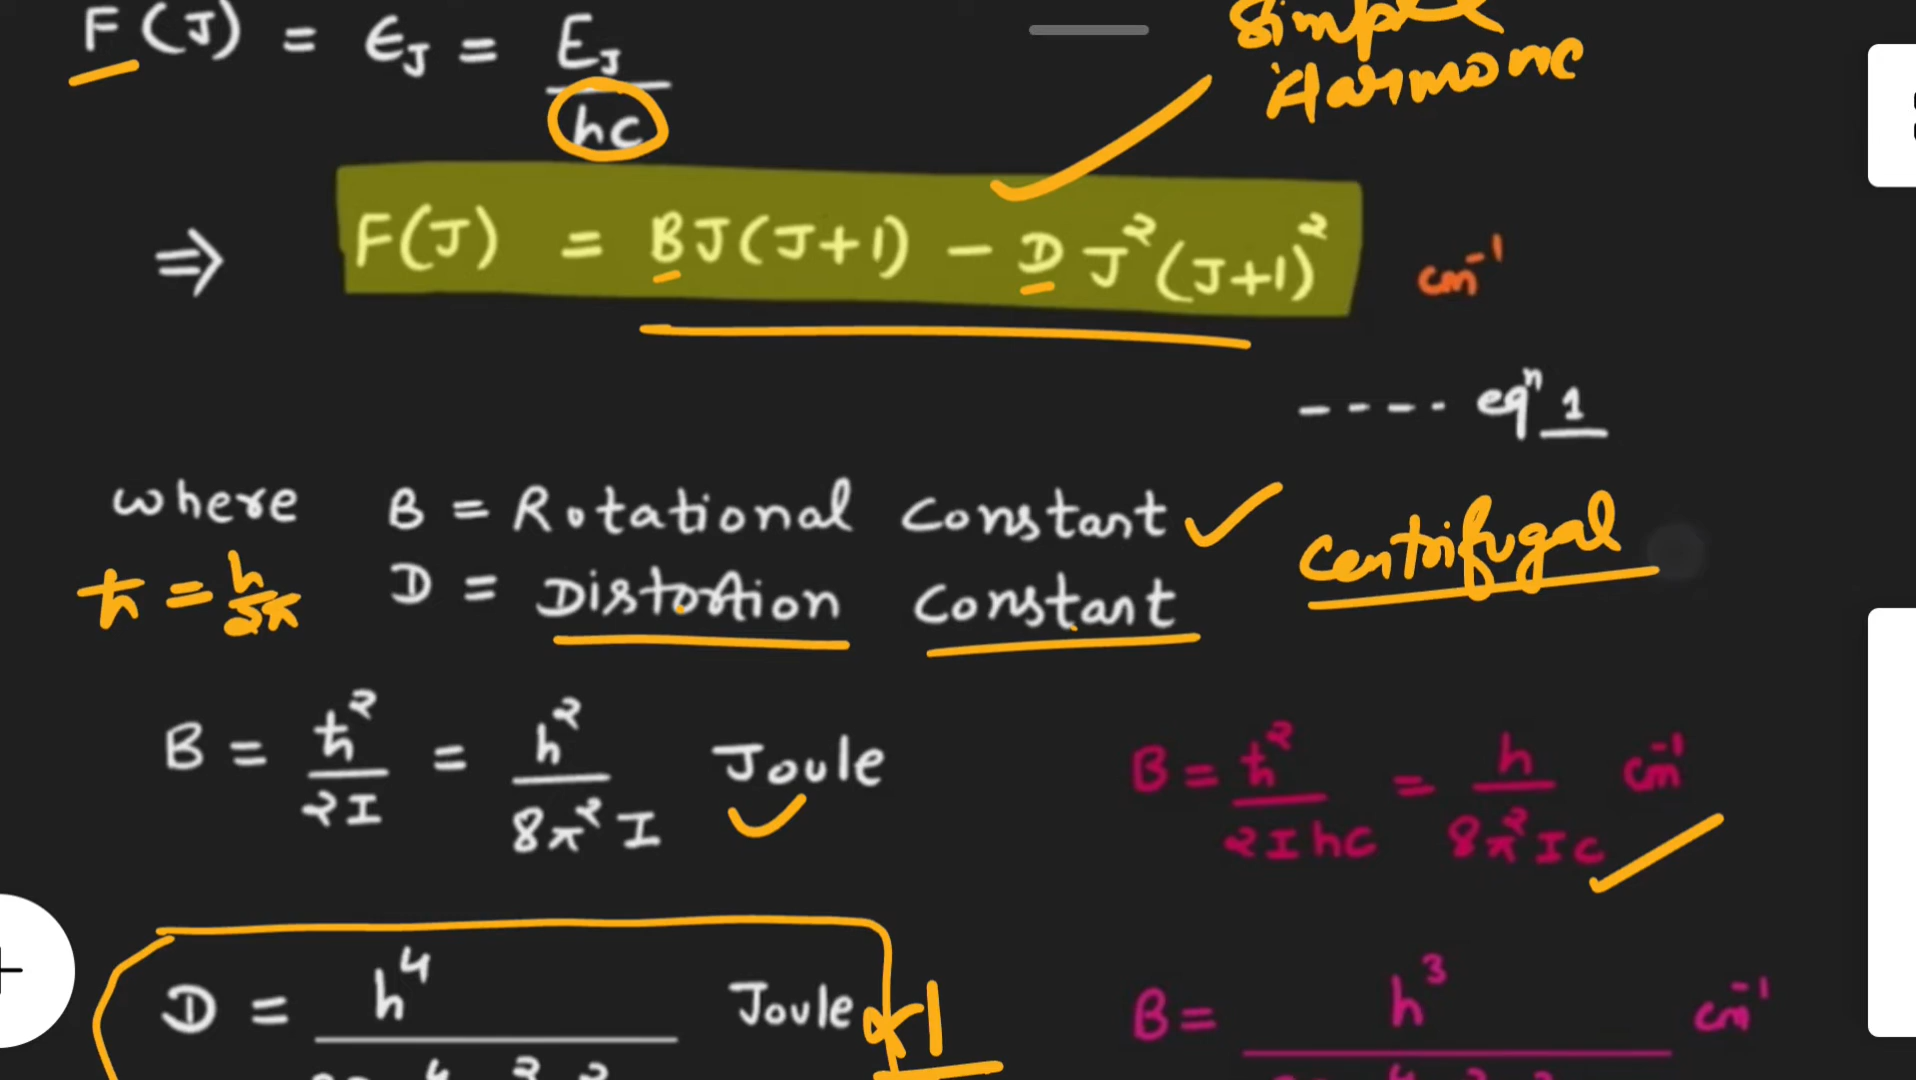 F(J) = ϵ_J = E_J / hc
Simple
Harmonic
⇒ F(J) = BJ(J+1) - D J²(J+1)² cm⁻¹
---- eqⁿ 1
where B = Rotational Constant
centrifugal
ħ = h/2π
D = Distortion Constant
B = ħ²/2I = h²/8π²I Joule
B = ħ²/2Ihc = h/8π²Ic cm⁻¹
D = h⁴ Joule
B = h³ cm⁻¹